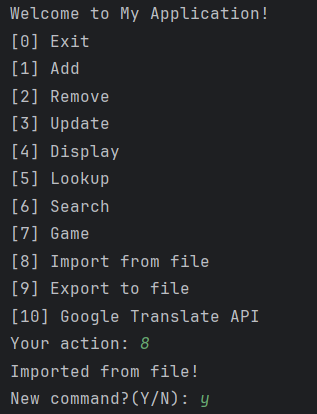 Welcome to My Application!
[0] Exit
[1] Add
[2] Remove
[3] Update
[4] Display
[5] Lookup
[6] Search
[7] Game
[8] Import from file
[9] Export to file
[10] Google Translate API
Your action: 8
Imported from file!
New command?(Y/N): y